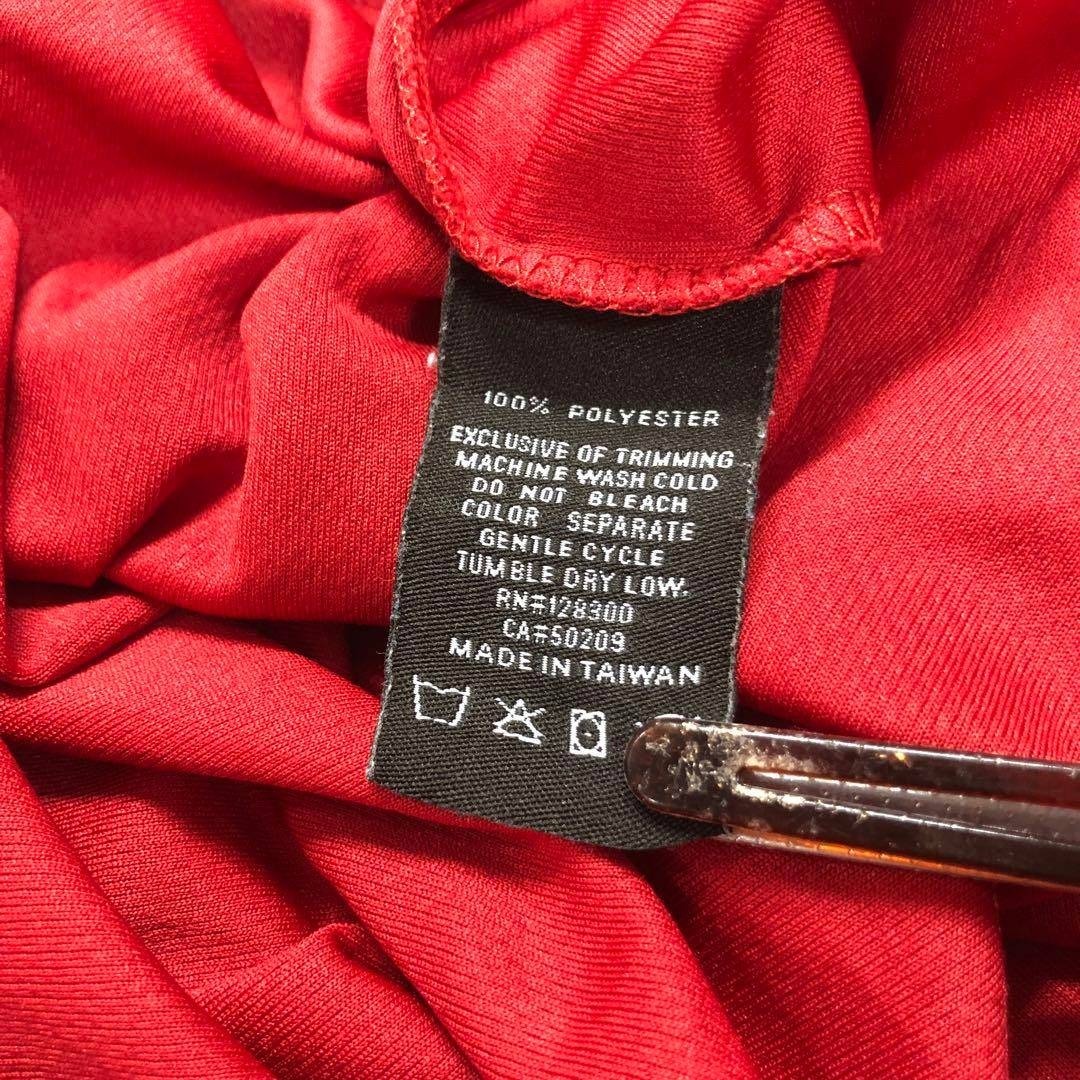 100% POLYESTER
EXCLUSIVE OF TRIMMING
MACHINE WASH COLD
DO NOT BLEACH
COLOR SEPARATE
GENTLE CYCLE
TUMBLE DRY LOW.
RN#128300
CA#50209
MADE IN TAIWAN